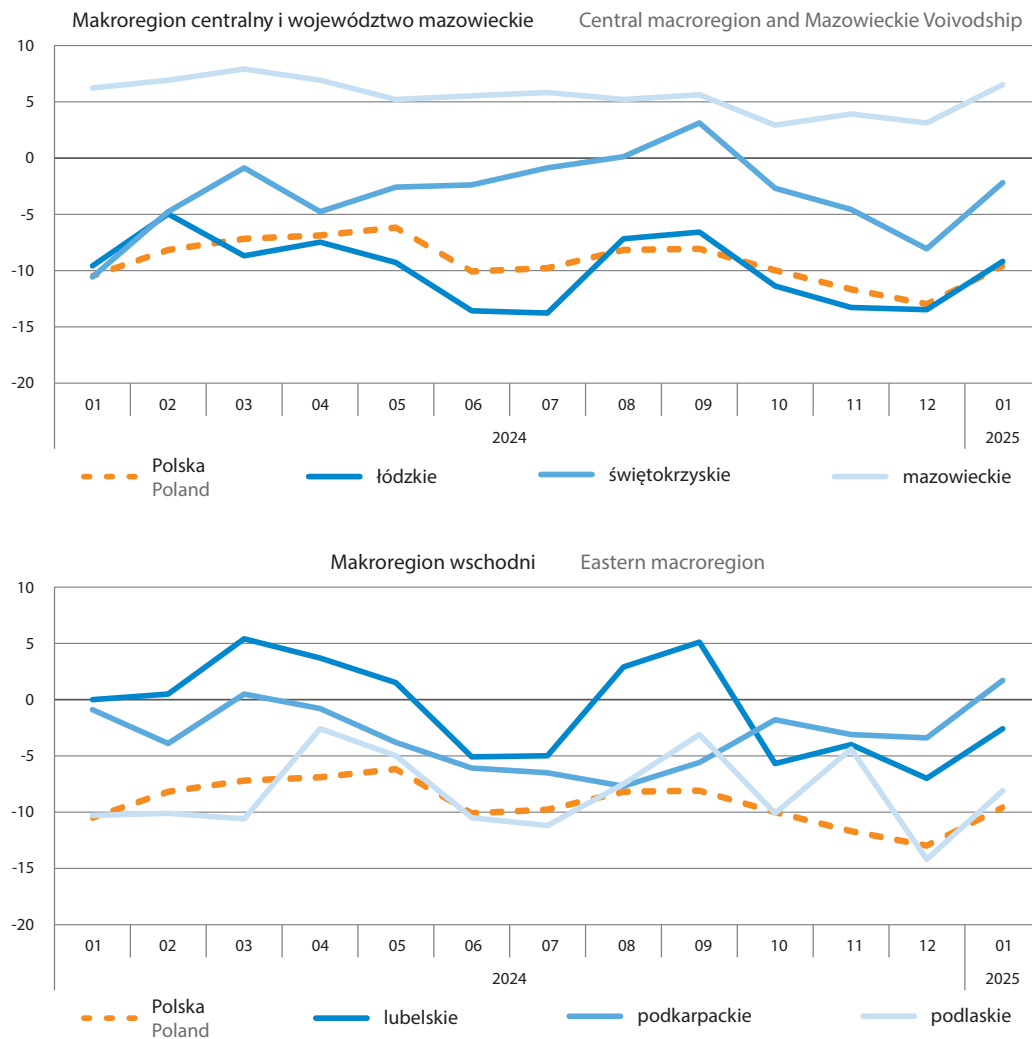 Makroregion centralny i województwo mazowieckie Central macroregion and Mazowieckie Voivodship
10
5
0
-5
-10
-15
-20
01 02 03 04 05 06 07 08 09 10 11 12 01
2024 2025
Polska
Poland
łódzkie
świętokrzyskie
mazowieckie
Makroregion wschodni Eastern macroregion
10
5
0
-5
-10
-15
-20
01 02 03 04 05 06 07 08 09 10 11 12 01
2024 2025
Polska
Poland
lubelskie
podkarpackie
podlaskie